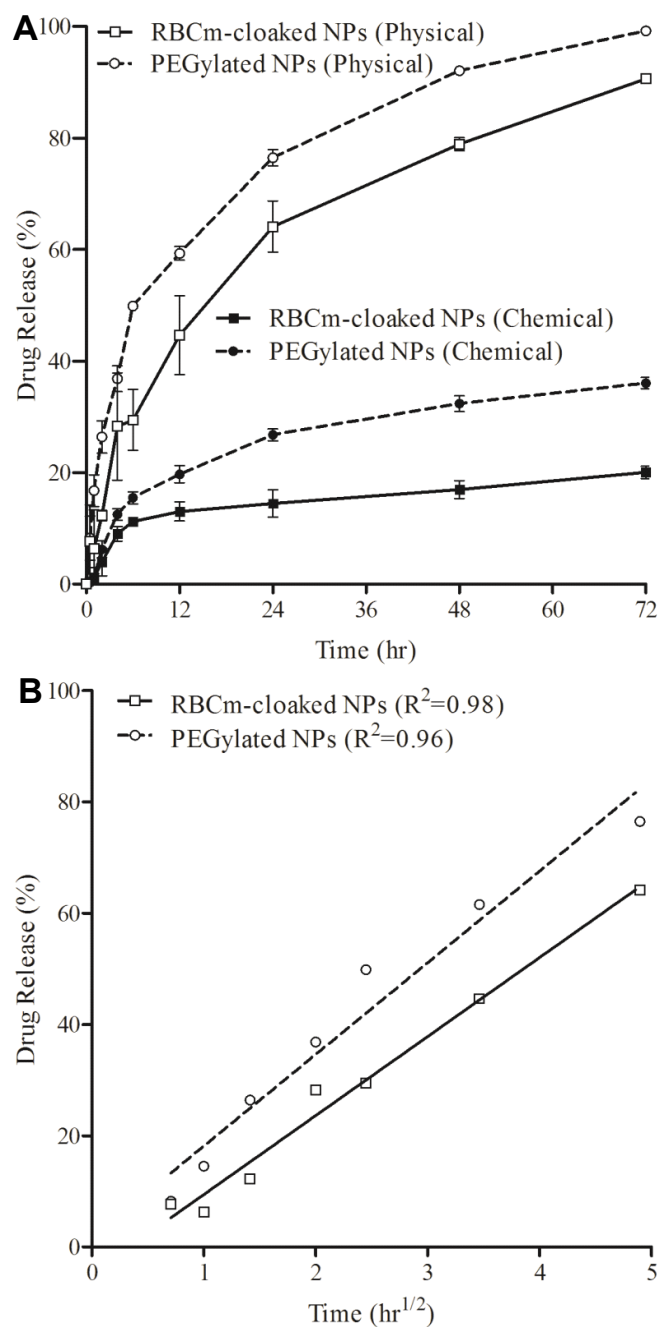 A
100
RBCm-cloaked NPs (Physical)
PEGylated NPs (Physical)
80
60
RBCm-cloaked NPs (Chemical)
PEGylated NPs (Chemical)
40
20
0
Drug Release (%)
0 12 24 36 48 60 72
Time (hr)
B
100
RBCm-cloaked NPs (R²=0.98)
PEGylated NPs (R²=0.96)
80
60
40
20
0
Drug Release (%)
0 1 2 3 4 5
Time (hr¹/²)